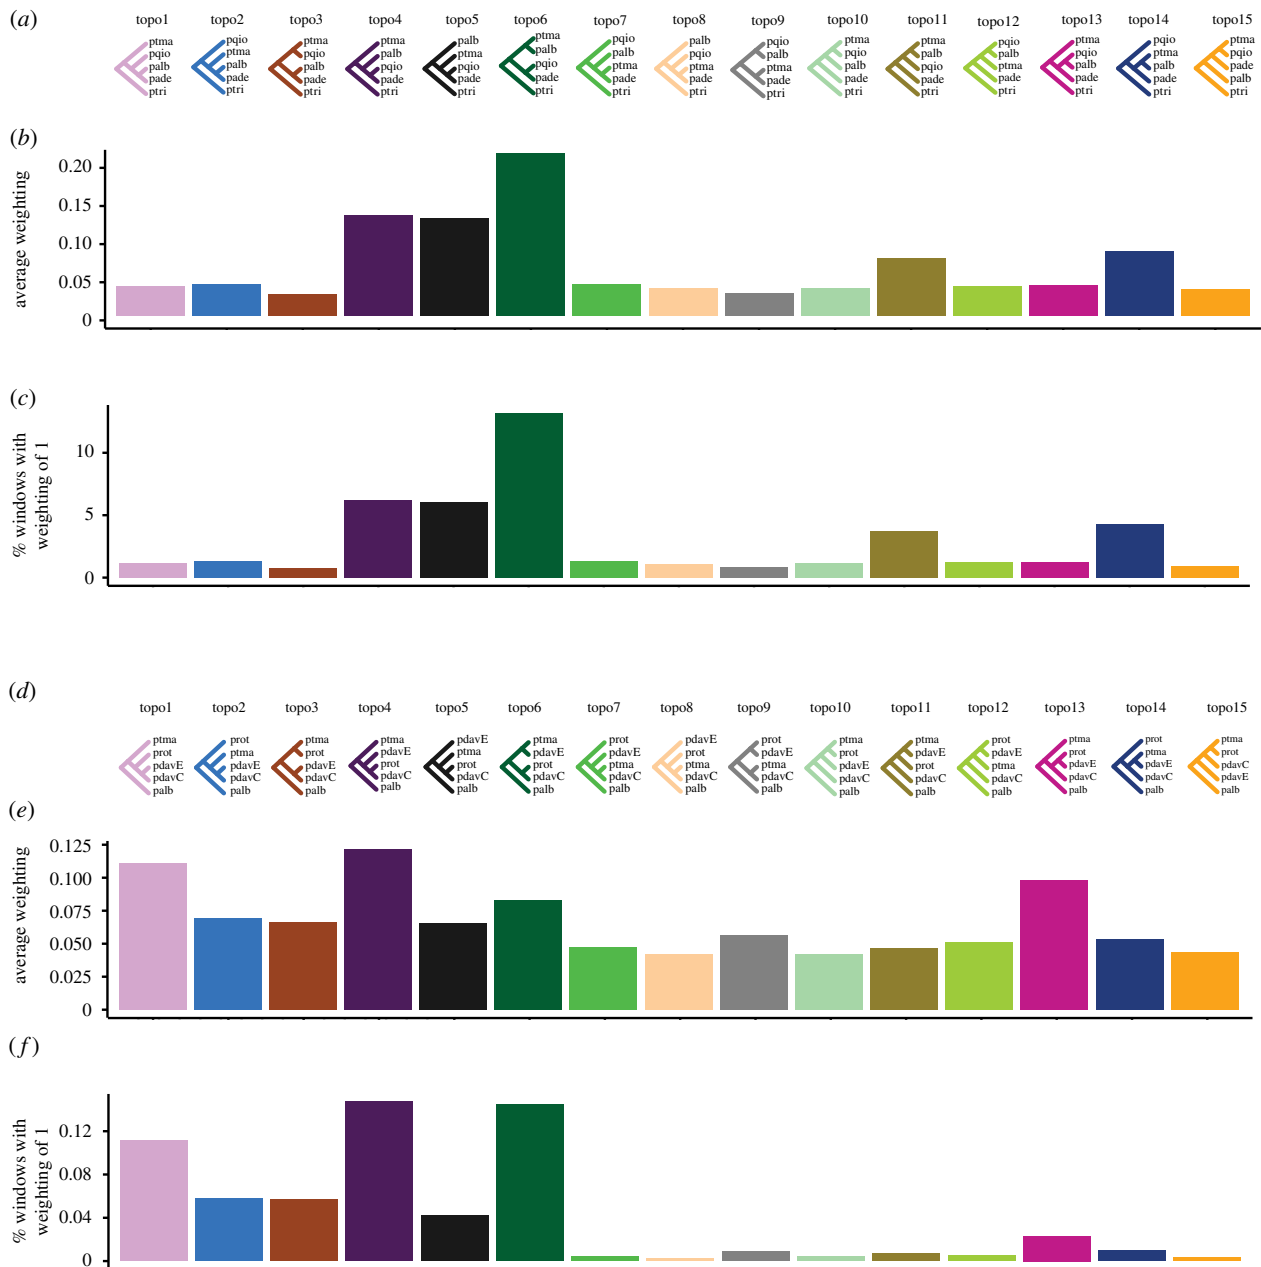 (a) topo1 topo2 topo3 topo4 topo5 topo6 topo7 topo8 topo9 topo10 topo11 topo12 topo13 topo14 topo15
ptma pqio ptma ptma palb ptma pqio palb pqio ptma ptma pqio ptma pqio ptma
pqio ptma pqio palb ptma palb palb pqio palb pqio palb palb pqio ptma pqio
palb palb palb pqio pqio pqio ptma ptma ptma palb pqio ptma palb palb pade
pade pade pade pade pade pade pade pade pade pade pade pade pade pade palb
ptri ptri ptri ptri ptri ptri ptri ptri ptri ptri ptri ptri ptri ptri ptri
(b)
average weighting
0.20
0.15
0.10
0.05
0
(c)
% windows with
weighting of 1
10
5
0
(d)
topo1 topo2 topo3 topo4 topo5 topo6 topo7 topo8 topo9 topo10 topo11 topo12 topo13 topo14 topo15
ptma prot ptma ptma pdavE ptma prot pdavE prot ptma ptma prot ptma prot ptma
prot ptma prot pdavE ptma pdavE pdavE prot pdavE prot pdavE pdavE prot ptma prot
pdavE pdavE pdavE prot prot prot ptma ptma ptma pdavE prot ptma pdavE pdavE pdavC
pdavC pdavC pdavC pdavC pdavC pdavC pdavC pdavC pdavC pdavC pdavC pdavC pdavC pdavC pdavE
palb palb palb palb palb palb palb palb palb palb palb palb palb palb palb
(e)
average weighting
0.125
0.100
0.075
0.050
0.025
0
(f)
% windows with
weighting of 1
0.12
0.08
0.04
0